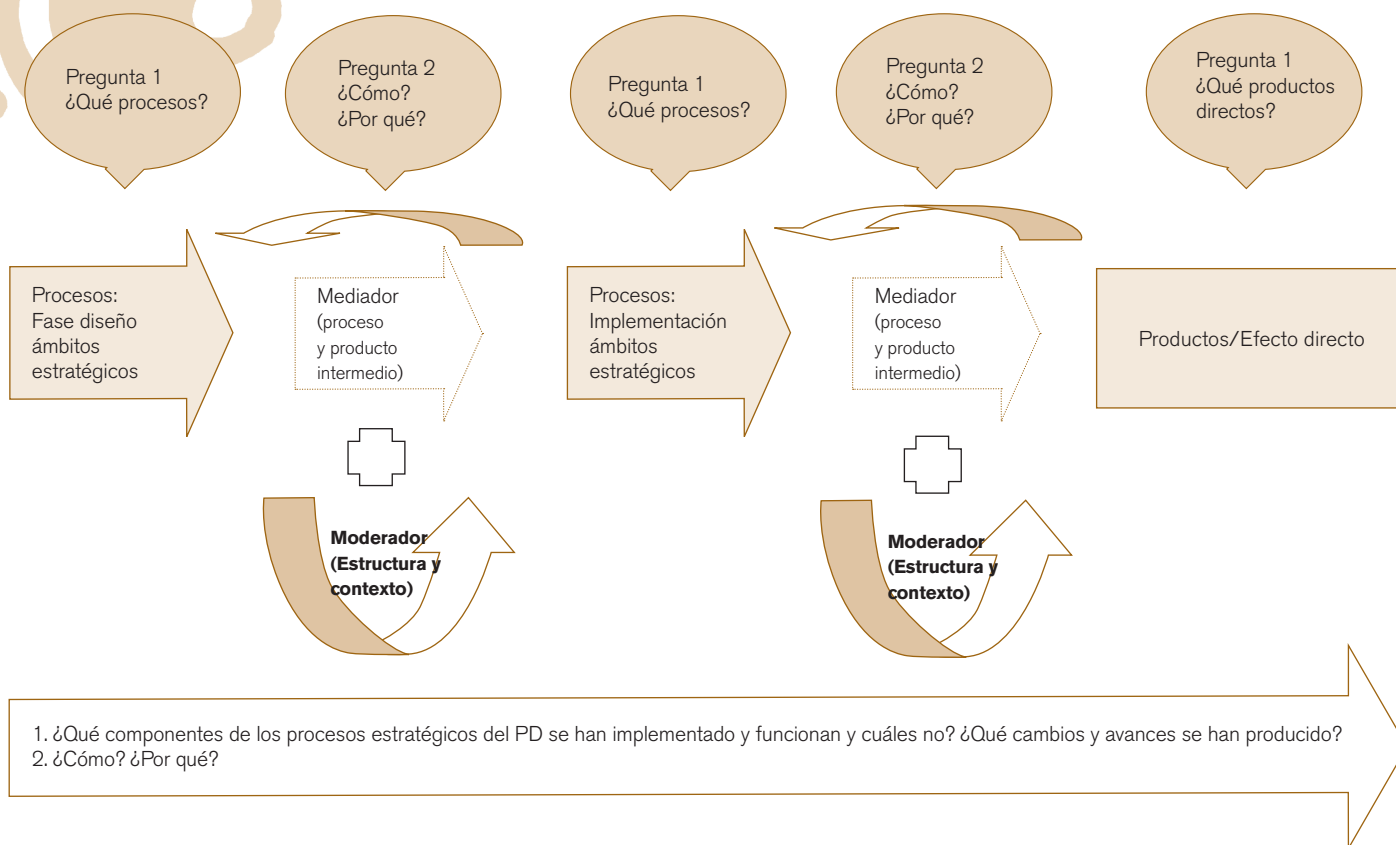 Pregunta 1
¿Qué procesos?
Pregunta 2
¿Cómo?
¿Por qué?
Pregunta 1
¿Qué procesos?
Pregunta 2
¿Cómo?
¿Por qué?
Pregunta 1
¿Qué productos
directos?
Procesos:
Fase diseño
ámbitos
estratégicos
Mediador
(proceso
y producto
intermedio)
Procesos:
Implementación
ámbitos
estratégicos
Mediador
(proceso
y producto
intermedio)
Productos/Efecto directo
Moderador
(Estructura y
contexto)
Moderador
(Estructura y
contexto)
1. ¿Qué componentes de los procesos estratégicos del PD se han implementado y funcionan y cuáles no? ¿Qué cambios y avances se han producido?
2. ¿Cómo? ¿Por qué?